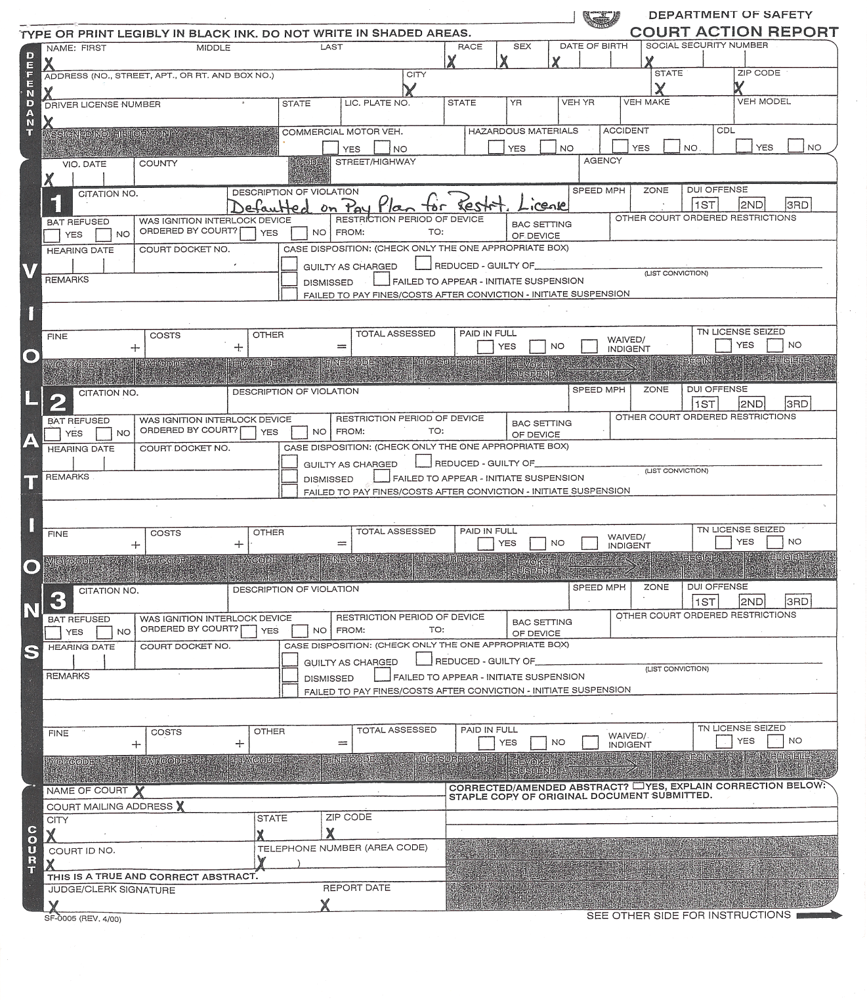 DEPARTMENT OF SAFETY
TYPE OR PRINT LEGIBLY IN BLACK INK. DO NOT WRITE IN SHADED AREAS. COURT ACTION REPORT
DEFENDANT
NAME: FIRST MIDDLE LAST RACE SEX DATE OF BIRTH SOCIAL SECURITY NUMBER
X X X X X
ADDRESS (NO., STREET, APT., OR RT. AND BOX NO.) CITY STATE ZIP CODE
X X X X
DRIVER LICENSE NUMBER STATE LIC. PLATE NO. STATE YR VEH YR VEH MAKE VEH MODEL
X
ASSIGNED NO. HISTORY ONLY COMMERCIAL MOTOR VEH. HAZARDOUS MATERIALS ACCIDENT CDL
YES NO YES NO YES NO. YES NO
VIOLATIONS
VIO. DATE COUNTY CODE STREET/HIGHWAY AGENCY
X
1 CITATION NO. DESCRIPTION OF VIOLATION SPEED MPH ZONE DUI OFFENSE
Defaulted on Pay Plan for Restrt. License 1ST 2ND 3RD
BAT REFUSED WAS IGNITION INTERLOCK DEVICE RESTRICTION PERIOD OF DEVICE BAC SETTING OTHER COURT ORDERED RESTRICTIONS
YES NO ORDERED BY COURT? YES NO FROM: TO: OF DEVICE
HEARING DATE COURT DOCKET NO. CASE DISPOSITION: (CHECK ONLY THE ONE APPROPRIATE BOX)
GUILTY AS CHARGED REDUCED - GUILTY OF
(LIST CONVICTION)
REMARKS DISMISSED FAILED TO APPEAR - INITIATE SUSPENSION
FAILED TO PAY FINES/COSTS AFTER CONVICTION - INITIATE SUSPENSION
FINE + COSTS + OTHER = TOTAL ASSESSED PAID IN FULL YES NO WAIVED/ INDIGENT TN LICENSE SEIZED YES NO
VIO. CODE BAT CODE FTA CODE FINE CODE LIC. SURR CODE REVOKE SUSPEND BEGIN ELIGIBLE
2 CITATION NO. DESCRIPTION OF VIOLATION SPEED MPH ZONE DUI OFFENSE
1ST 2ND 3RD
BAT REFUSED WAS IGNITION INTERLOCK DEVICE RESTRICTION PERIOD OF DEVICE BAC SETTING OTHER COURT ORDERED RESTRICTIONS
YES NO ORDERED BY COURT? YES NO FROM: TO: OF DEVICE
HEARING DATE COURT DOCKET NO. CASE DISPOSITION: (CHECK ONLY THE ONE APPROPRIATE BOX)
GUILTY AS CHARGED REDUCED - GUILTY OF
(LIST CONVICTION)
REMARKS DISMISSED FAILED TO APPEAR - INITIATE SUSPENSION
FAILED TO PAY FINES/COSTS AFTER CONVICTION - INITIATE SUSPENSION
FINE + COSTS + OTHER = TOTAL ASSESSED PAID IN FULL YES NO WAIVED/ INDIGENT TN LICENSE SEIZED YES NO
VIO. CODE BAT CODE FTA CODE FINE CODE LIC. SURR CODE REVOKE SUSPEND BEGIN ELIGIBLE
3 CITATION NO. DESCRIPTION OF VIOLATION SPEED MPH ZONE DUI OFFENSE
1ST 2ND 3RD
BAT REFUSED WAS IGNITION INTERLOCK DEVICE RESTRICTION PERIOD OF DEVICE BAC SETTING OTHER COURT ORDERED RESTRICTIONS
YES NO ORDERED BY COURT? YES NO FROM: TO: OF DEVICE
HEARING DATE COURT DOCKET NO. CASE DISPOSITION: (CHECK ONLY THE ONE APPROPRIATE BOX)
GUILTY AS CHARGED REDUCED - GUILTY OF
(LIST CONVICTION)
REMARKS DISMISSED FAILED TO APPEAR - INITIATE SUSPENSION
FAILED TO PAY FINES/COSTS AFTER CONVICTION - INITIATE SUSPENSION
FINE + COSTS + OTHER = TOTAL ASSESSED PAID IN FULL YES NO WAIVED/ INDIGENT TN LICENSE SEIZED YES NO
VIO. CODE BAT CODE FTA CODE FINE CODE LIC. SURR CODE REVOKE SUSPEND BEGIN ELIGIBLE
COURT
NAME OF COURT X CORRECTED/AMENDED ABSTRACT? YES, EXPLAIN CORRECTION BELOW:
STAPLE COPY OF ORIGINAL DOCUMENT SUBMITTED.
COURT MAILING ADDRESS X
CITY STATE ZIP CODE
X X X
COURT ID NO. TELEPHONE NUMBER (AREA CODE)
X X )
THIS IS A TRUE AND CORRECT ABSTRACT.
JUDGE/CLERK SIGNATURE REPORT DATE
X X
SF-0005 (REV. 4/00) SEE OTHER SIDE FOR INSTRUCTIONS